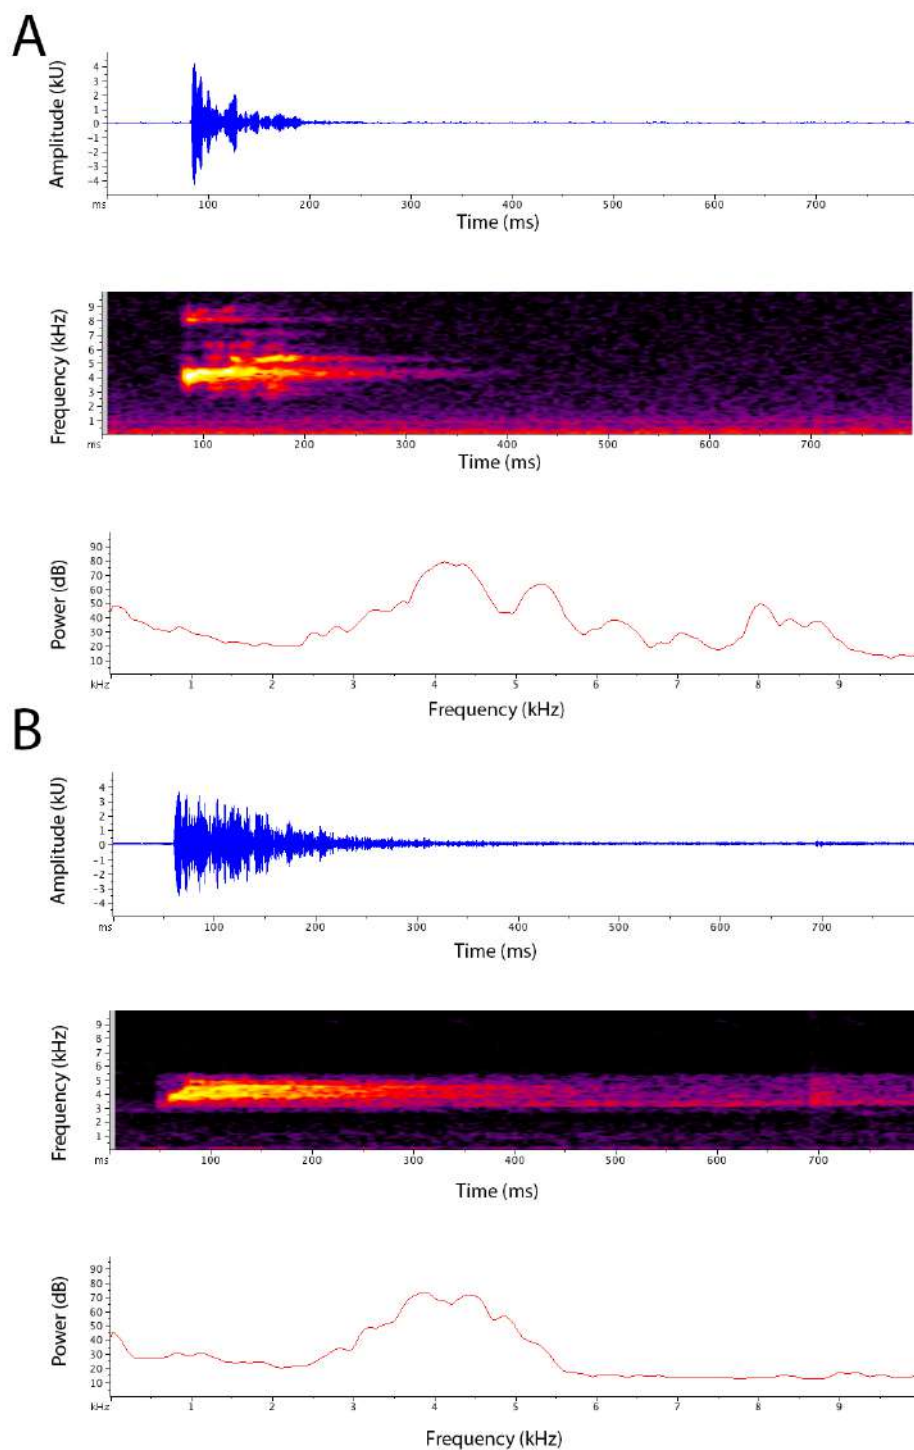 A
Amplitude (kU)
4
3
2
1
0
-1
-2
-3
-4
ms 100 200 300 400 500 600 700
Time (ms)
Frequency (kHz)
9
8
7
6
5
4
3
2
1
ms 100 200 300 400 500 600 700
Time (ms)
Power (dB)
90
80
70
60
50
40
30
20
10
kHz 1 2 3 4 5 6 7 8 9
Frequency (kHz)
B
Amplitude (kU)
4
3
2
1
0
-1
-2
-3
-4
ms 100 200 300 400 500 600 700
Time (ms)
Frequency (kHz)
9
8
7
6
5
4
3
2
1
ms 100 200 300 400 500 600 700
Time (ms)
Power (dB)
90
80
70
60
50
40
30
20
10
kHz 1 2 3 4 5 6 7 8 9
Frequency (kHz)